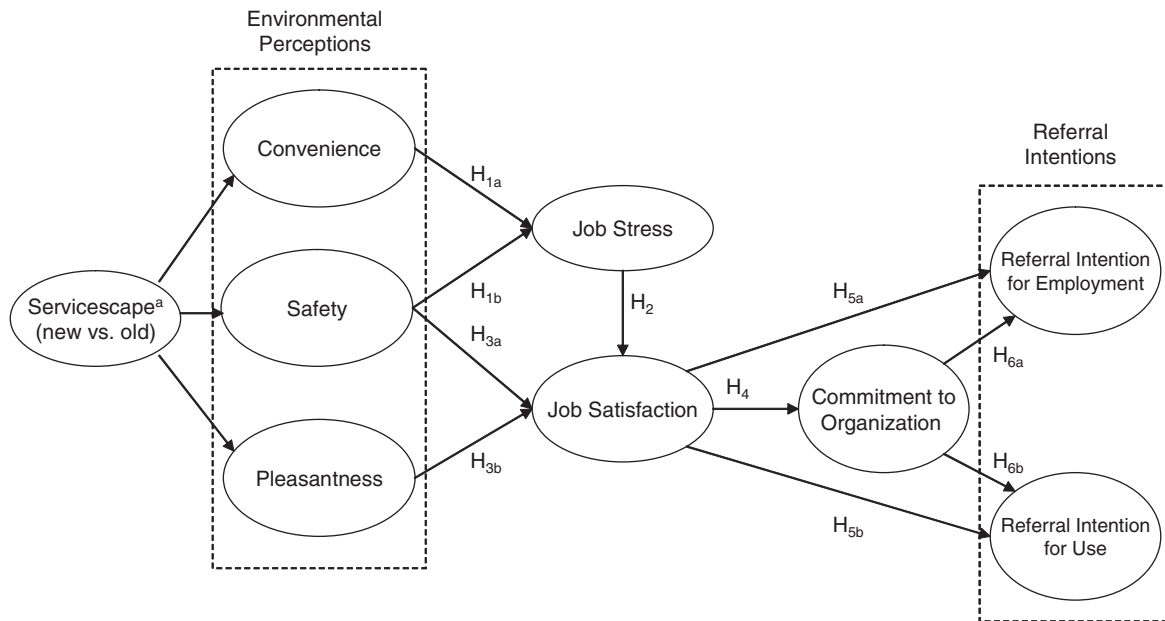 Environmental
Perceptions
Convenience
H1a
Referral
Intentions
Job Stress
Safety
H1b
Servicescapeᵃ
(new vs. old)
H3a
H2
H5a
Referral Intention
for Employment
H6a
Job Satisfaction
H4
Commitment to
Organization
Pleasantness
H3b
H6b
H5b
Referral Intention
for Use